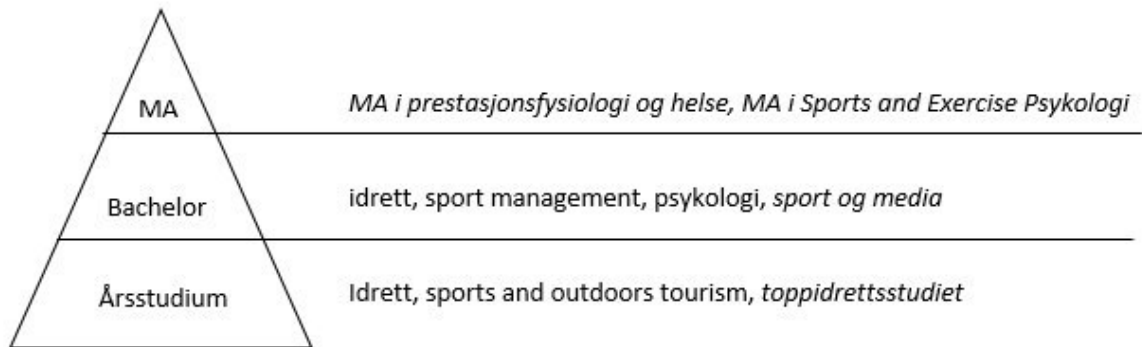 MA
MA i prestasjonsfysiologi og helse, MA i Sports and Exercise Psykologi
Bachelor
idrett, sport management, psykologi, sport og media
Årsstudium
Idrett, sports and outdoors tourism, toppidrettsstudiet